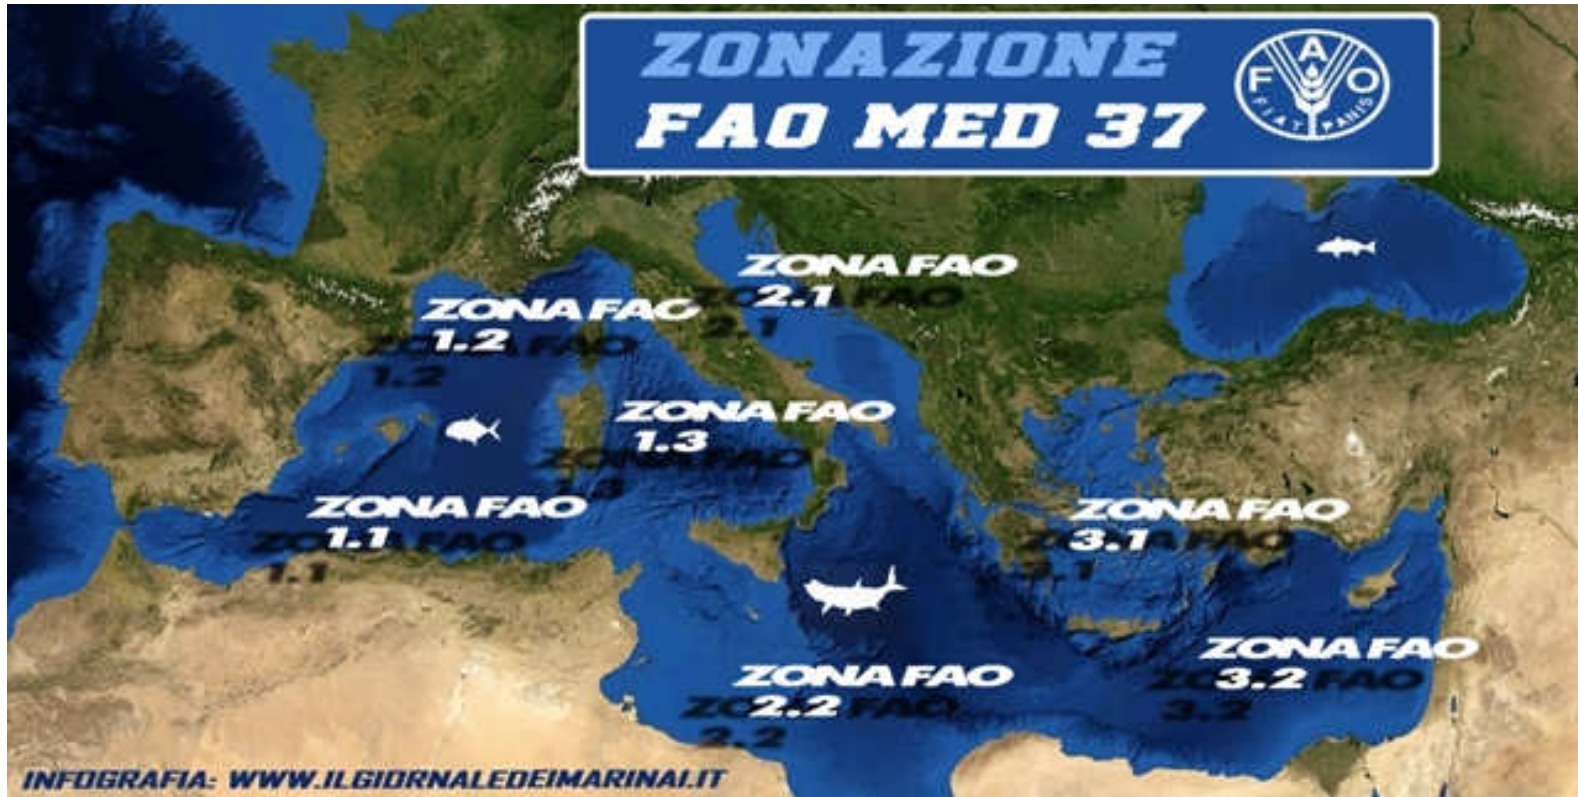 ZONAZIONE
FAO MED 37
F A O
FIAT PANIS
ZONA FAO
2.1
ZONA FAO
1.2
ZONA FAO
1.3
ZONA FAO
1.1
ZONA FAO
3.1
ZONA FAO
3.2
ZONA FAO
2.2
INFOGRAFIA: WWW.ILGIORNALEDEIMARINAI.IT